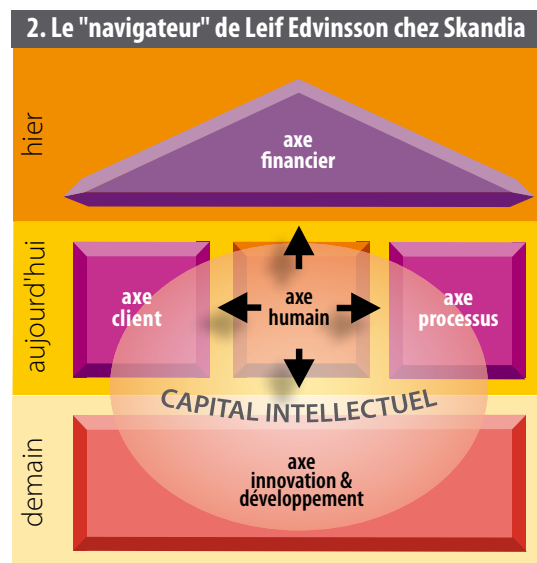 2. Le "navigateur" de Leif Edvinsson chez Skandia
hier
axe
financier
aujourd'hui
axe
client
axe
humain
axe
processus
CAPITAL INTELLECTUEL
demain
axe
innovation &
développement